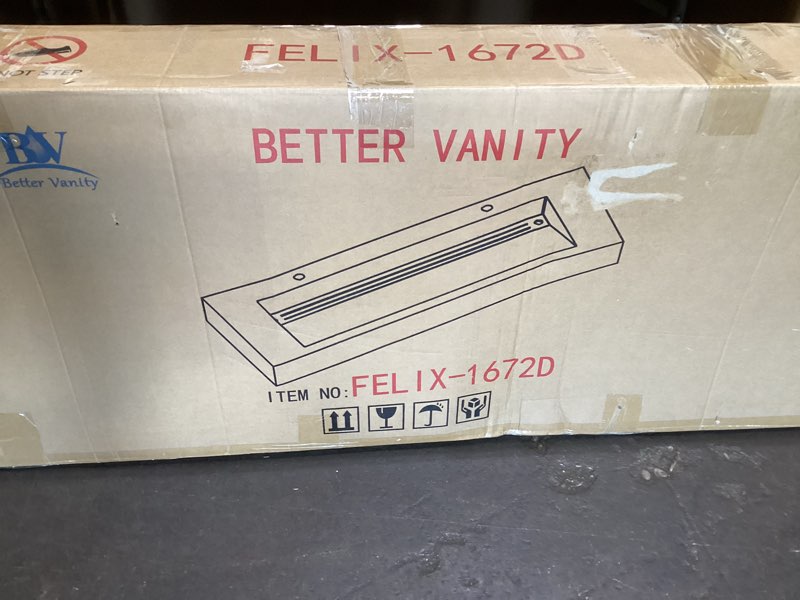 FELIX-1672D
NOT STEP
BETTER VANITY
BV
Better Vanity
ITEM NO:FELIX-1672D